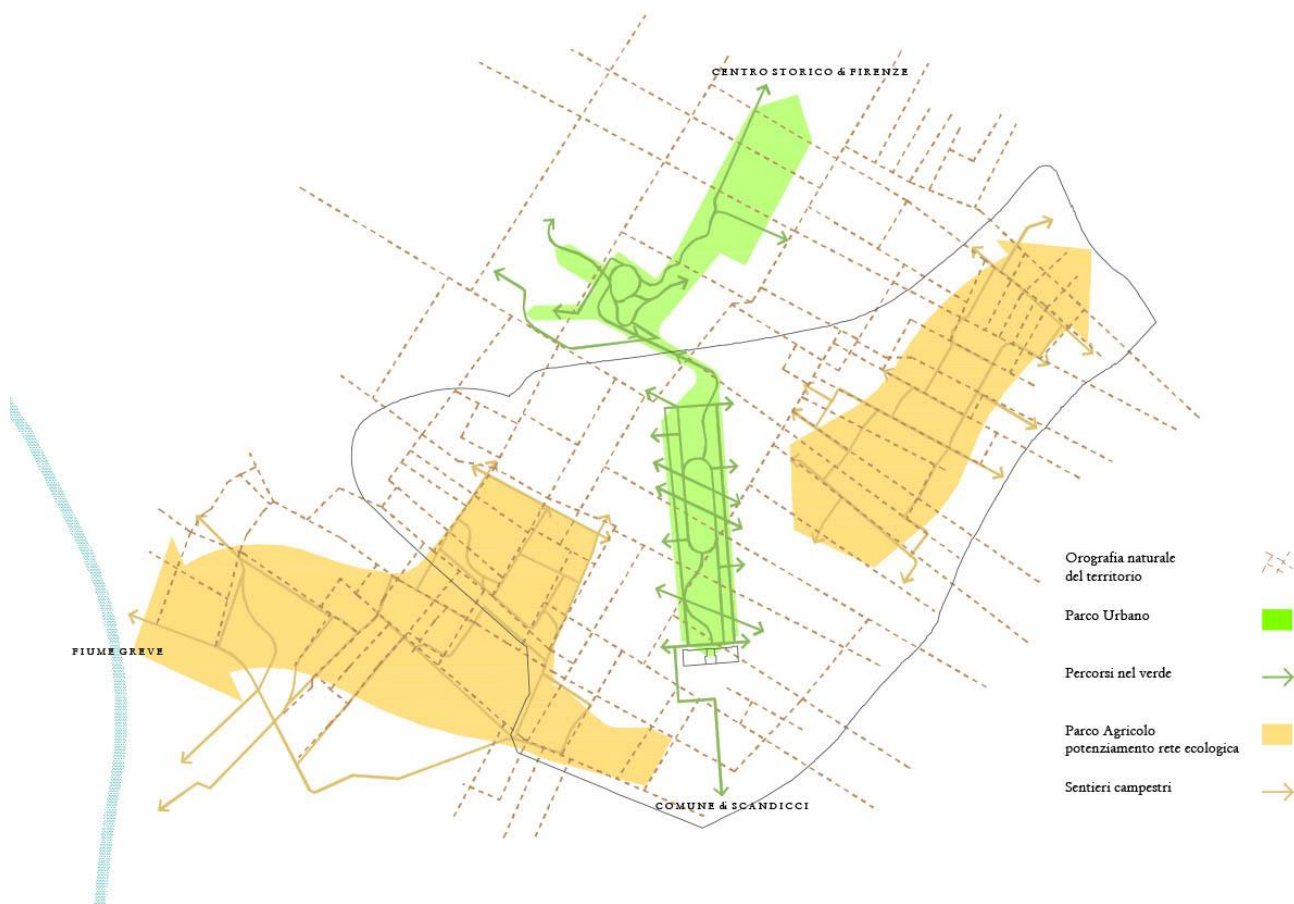 CENTRO STORICO di FIRENZE
Orografia naturale
del territorio
Parco Urbano
FIUME GREVE
Percorsi nel verde
Parco Agricolo
potenziamento rete ecologica
Sentieri campestri
COMUNE di SCANDICCI